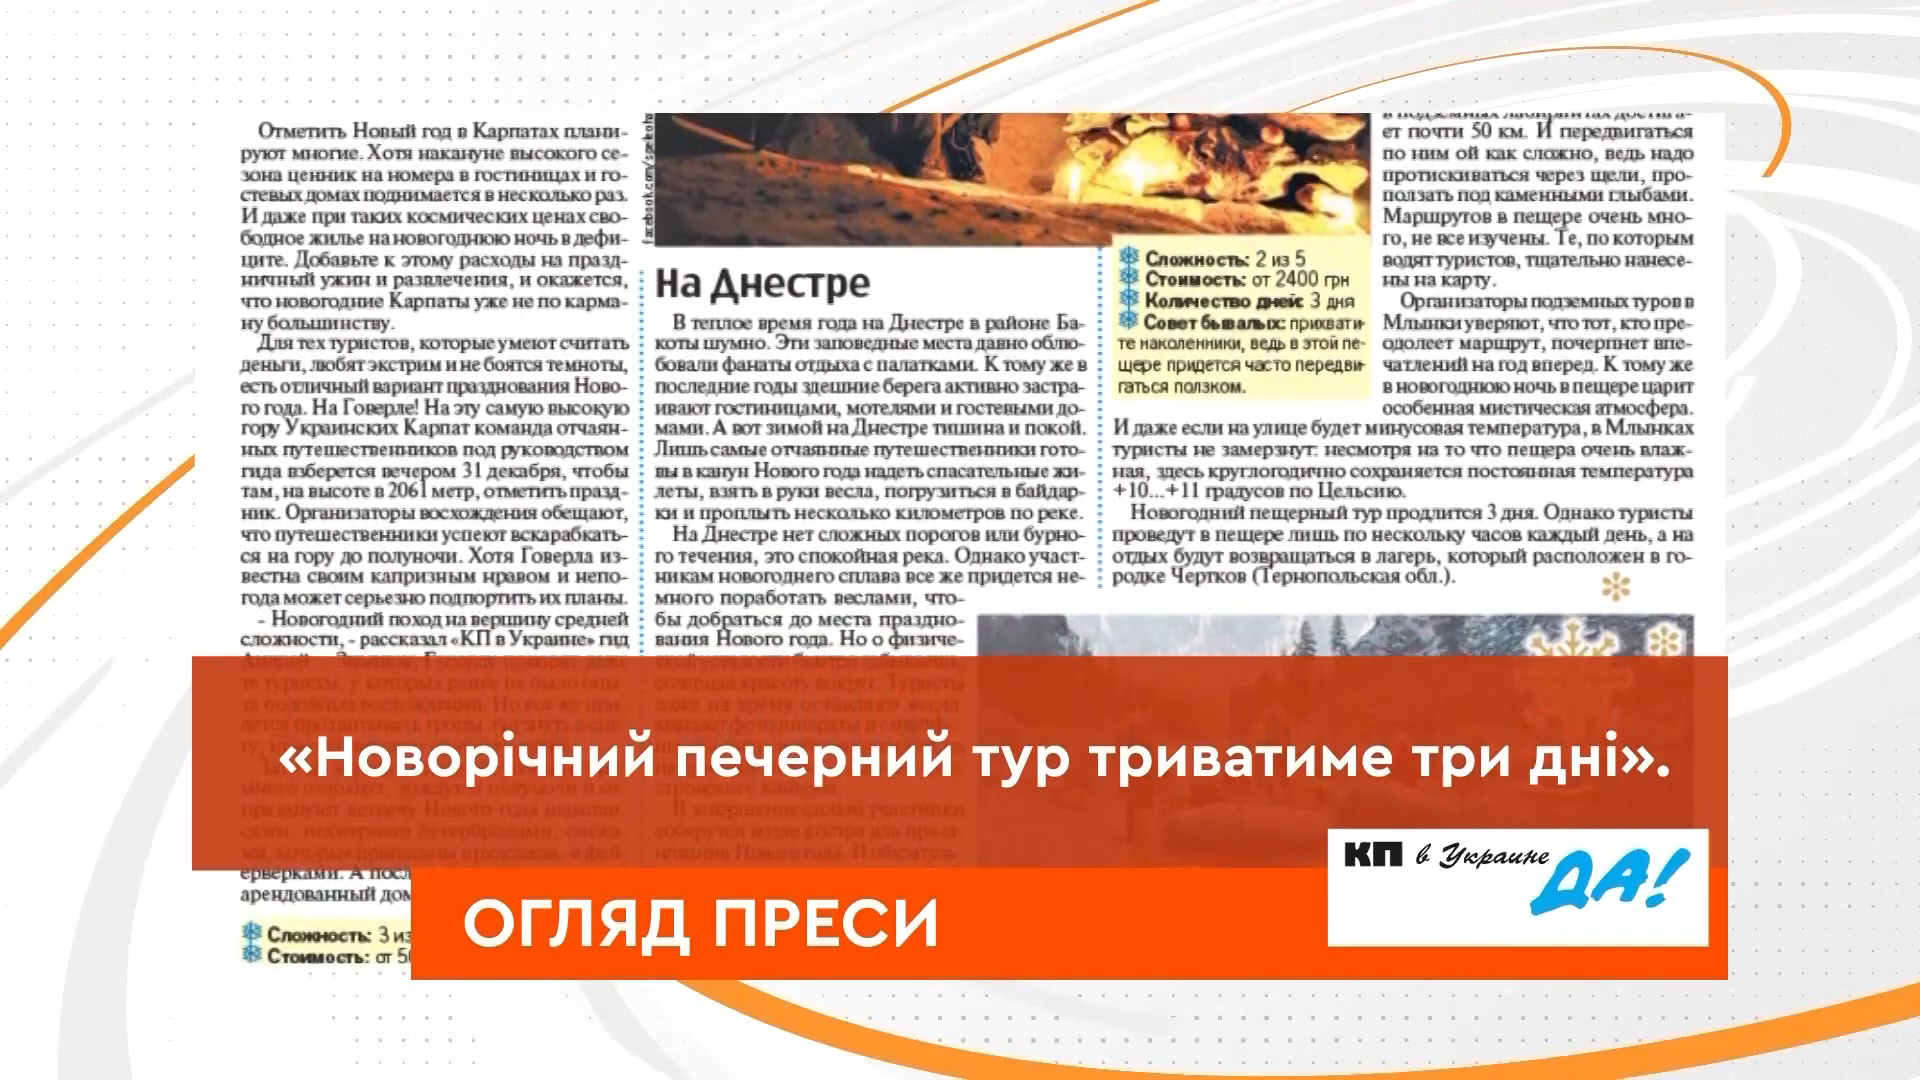 Отметить Новый год в Карпатах плани-
руют многие. Хотя накануне высокого се-
зона ценник на номера в гостиницах и го-
стевых домах поднимается в несколько раз.
И даже при таких космических ценах сво-
бодное жилье на новогоднюю ночь в дефи-
ците. Добавьте к этому расходы на празд-
ничный ужин и развлечения, и окажется,
что новогодние Карпаты уже не по карма-
ну большинству.
Для тех туристов, которые умеют считать
деньги, любят экстрим и не боятся темноты,
есть отличный вариант празднования Ново-
го года. На Говерле! На эту самую высокую
гору Украинских Карпат команда отчаян-
ных путешественников под руководством
гида взберется вечером 31 декабря, чтобы
там, на высоте в 2061 метр, отметить празд-
ник. Организаторы восхождения обещают,
что путешественники успеют вскарабкать-
ся на гору до полуночи. Хотя Говерла из-
вестна своим капризным нравом и непо-
года может серьезно подпортить их планы.
- Новогодний поход на вершину средней
сложности, - рассказал «КП в Украине» гид
ерверками. А посл
арендованный дом
Сложность: 3 из
Стоимость: от 50
На Днестре
В теплое время года на Днестре в районе Ба-
коты шумно. Эти заповедные места давно облю-
бовали фанаты отдыха с палатками. К тому же в
последние годы здешние берега активно застра-
ивают гостиницами, мотелями и гостевыми до-
мами. А вот зимой на Днестре тишина и покой.
Лишь самые отчаянные путешественники гото-
вы в канун Нового года надеть спасательные жи-
леты, взять в руки весла, погрузиться в байдар-
ки и проплыть несколько километров по реке.
На Днестре нет сложных порогов или бурно-
го течения, это спокойная река. Однако участ-
никам новогоднего сплава все же придется не-
много поработать веслами, что-
бы добраться до места праздно-
вания Нового года. Но о физиче-
Сложность: 2 из 5
Стоимость: от 2400 грн
Количество дней: 3 дня
Совет бывалых: прихвати-
те наколенники, ведь в этой пе-
щере придется часто передви-
гаться ползком.
ет почти 50 км. И передвигаться
по ним ой как сложно, ведь надо
протискиваться через щели, про-
ползать под каменными глыбами.
Маршрутов в пещере очень мно-
го, не все изучены. Те, по которым
водят туристов, тщательно нанесе-
ны на карту.
Организаторы подземных туров в
Млынки уверяют, что тот, кто пре-
одолеет маршрут, почерпнет впе-
чатлений на год вперед. К тому же
в новогоднюю ночь в пещере царит
особенная мистическая атмосфера.
И даже если на улице будет минусовая температура, в Млынках
туристы не замерзнут: несмотря на то что пещера очень влаж-
ная, здесь круглогодично сохраняется постоянная температура
+10...+11 градусов по Цельсию.
Новогодний пещерный тур продлится 3 дня. Однако туристы
проведут в пещере лишь по нескольку часов каждый день, а на
отдых будут возвращаться в лагерь, который расположен в го-
родке Чертков (Тернопольская обл.).
«Новорічний печерний тур триватиме три дні».
КП в Украине
ДА!
ОГЛЯД ПРЕСИ